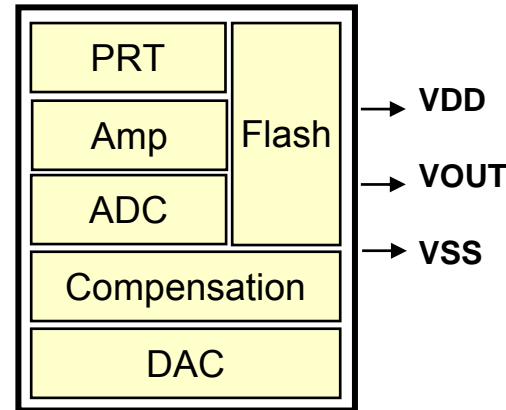 PRT
Amp
Flash
ADC
Compensation
DAC
VDD
VOUT
VSS